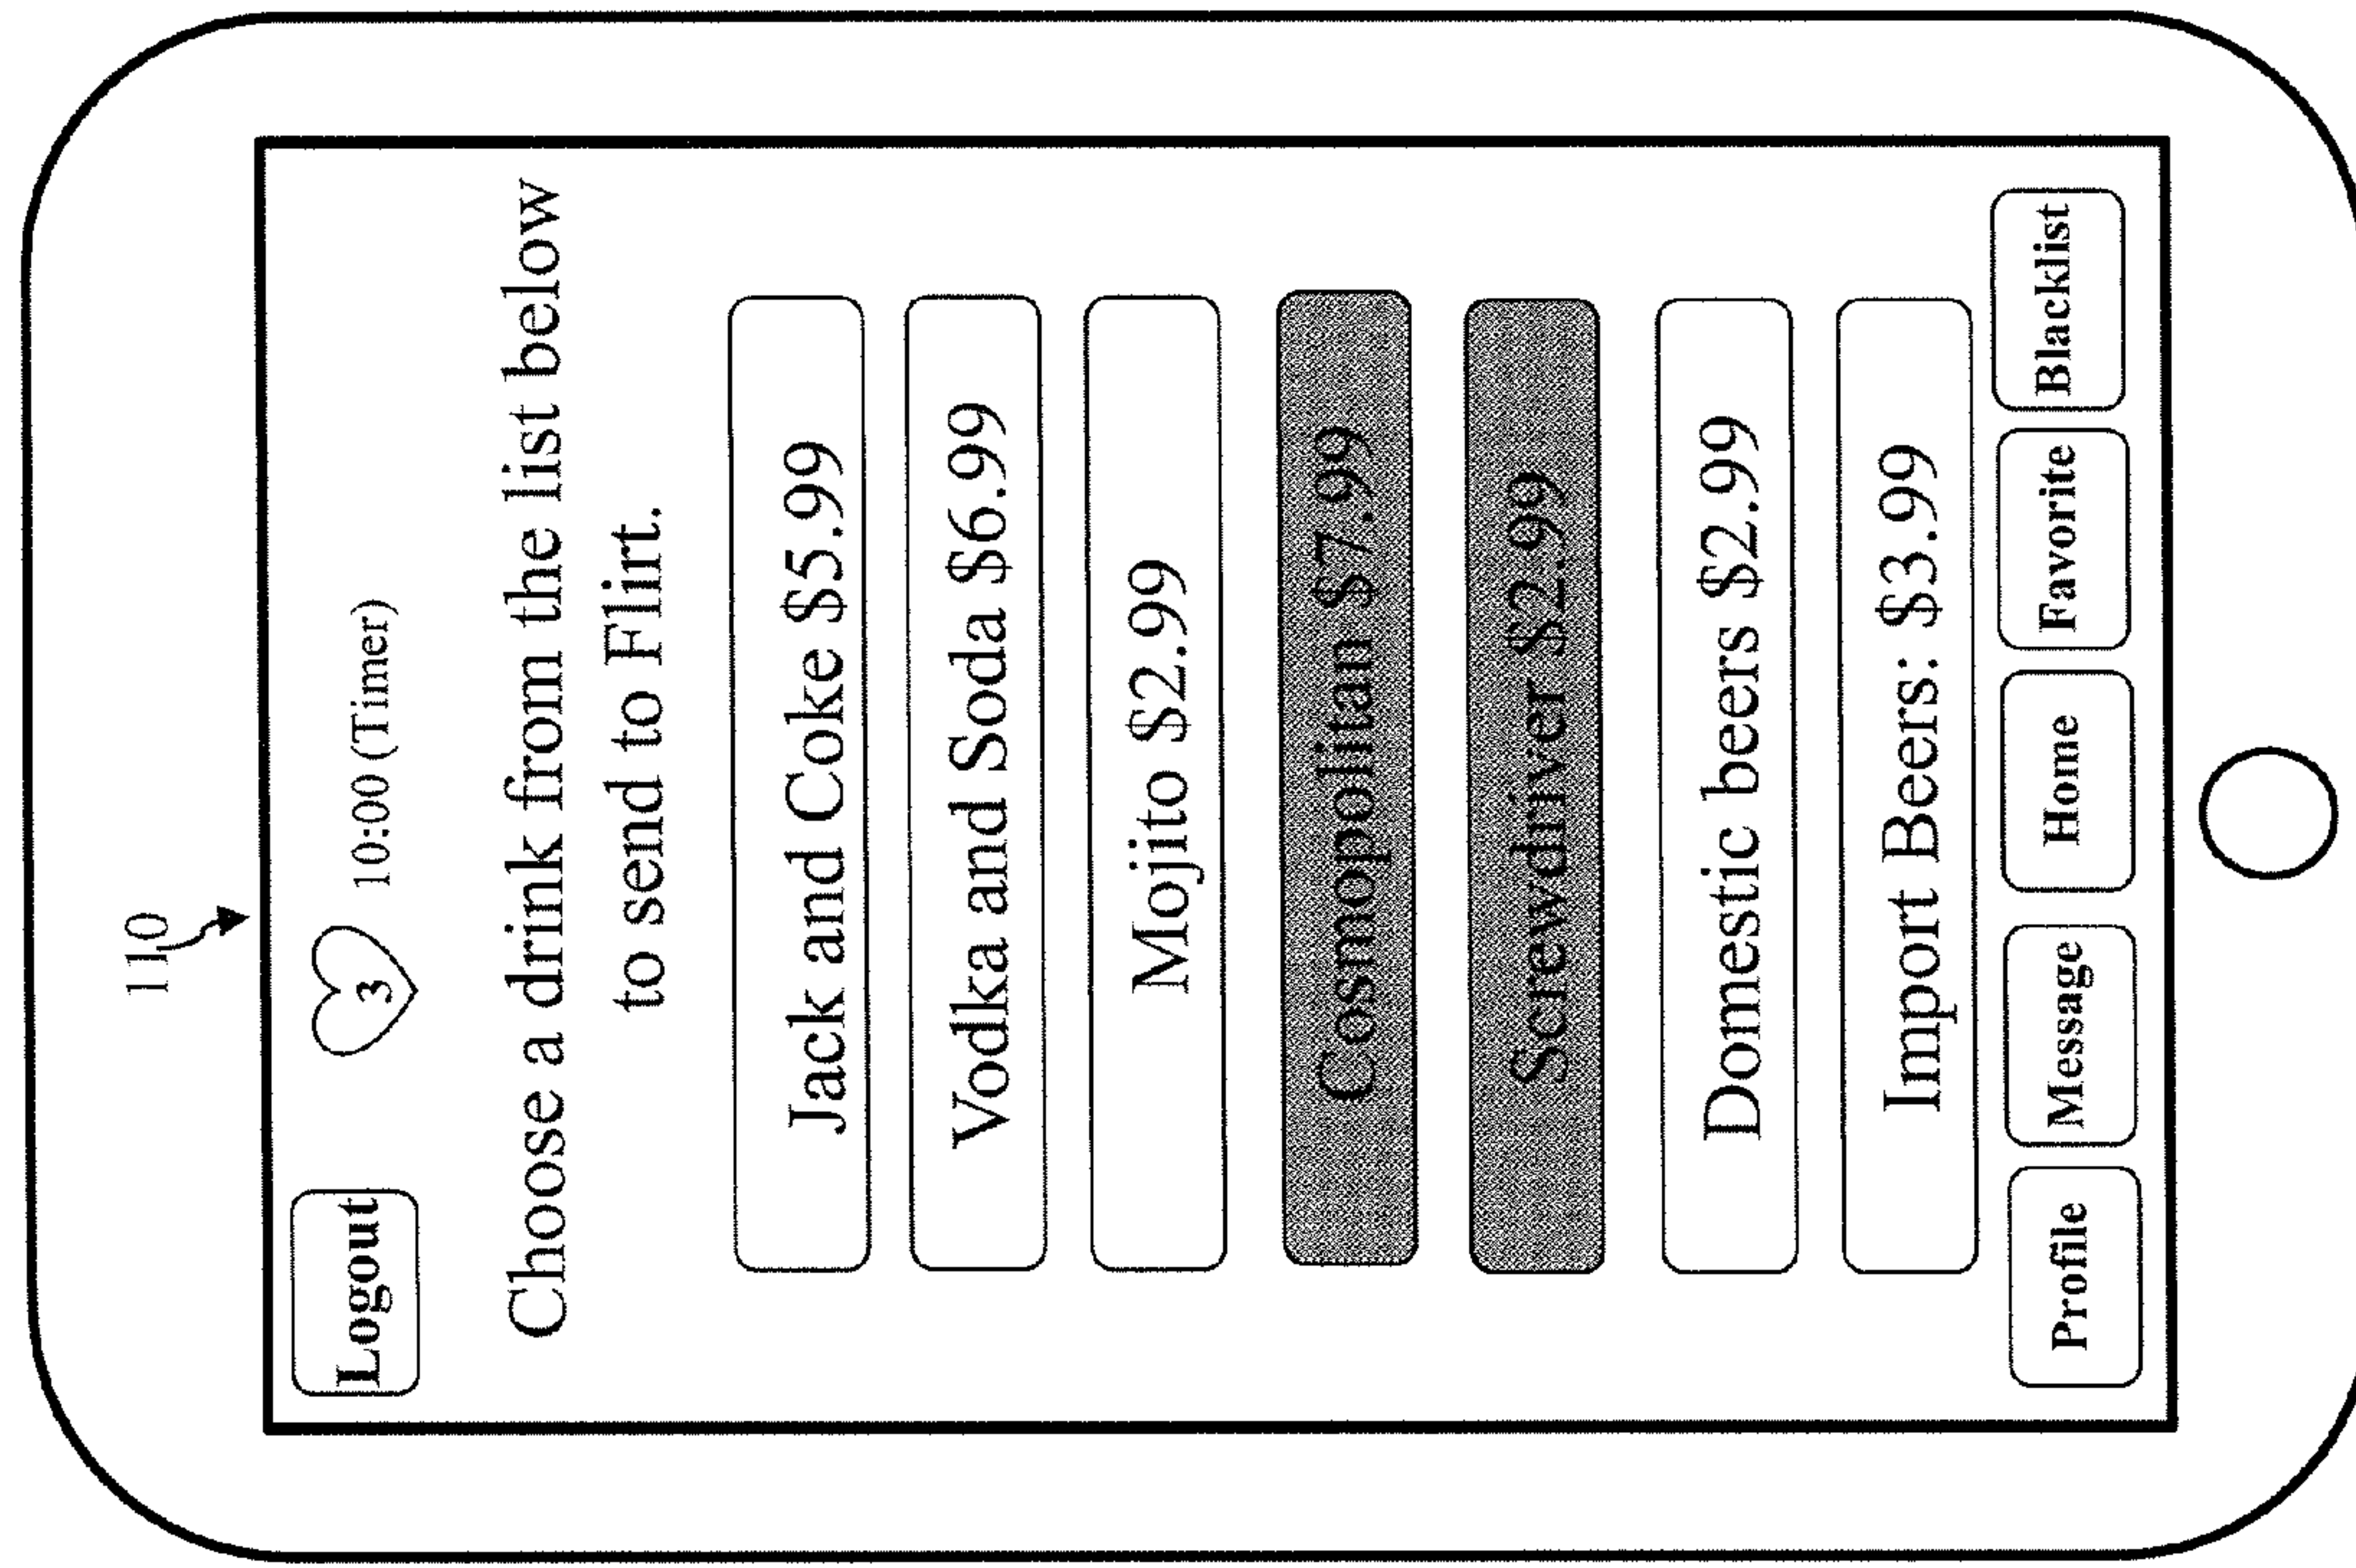 110
Logout
3
10:00 (Timer)
Choose a drink from the list below
to send to Flirt.
Jack and Coke $5.99
Vodka and Soda $6.99
Mojito $2.99
Cosmopolitan $7.99
Screwdriver $2.99
Domestic beers $2.99
Import Beers: $3.99
Profile
Message
Home
Favorite
Blacklist